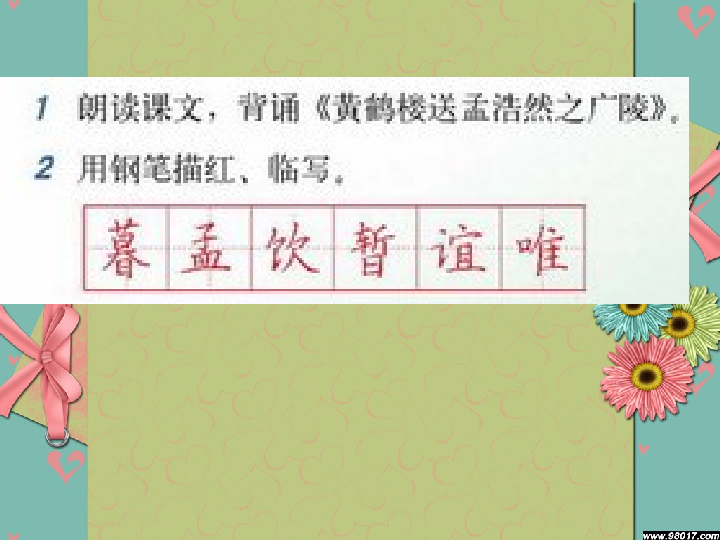 1 朗读课文，背诵《黄鹤楼送孟浩然之广陵》。
2 用钢笔描红、临写。
暮 孟 饮 暂 谊 唯
www.98017.com